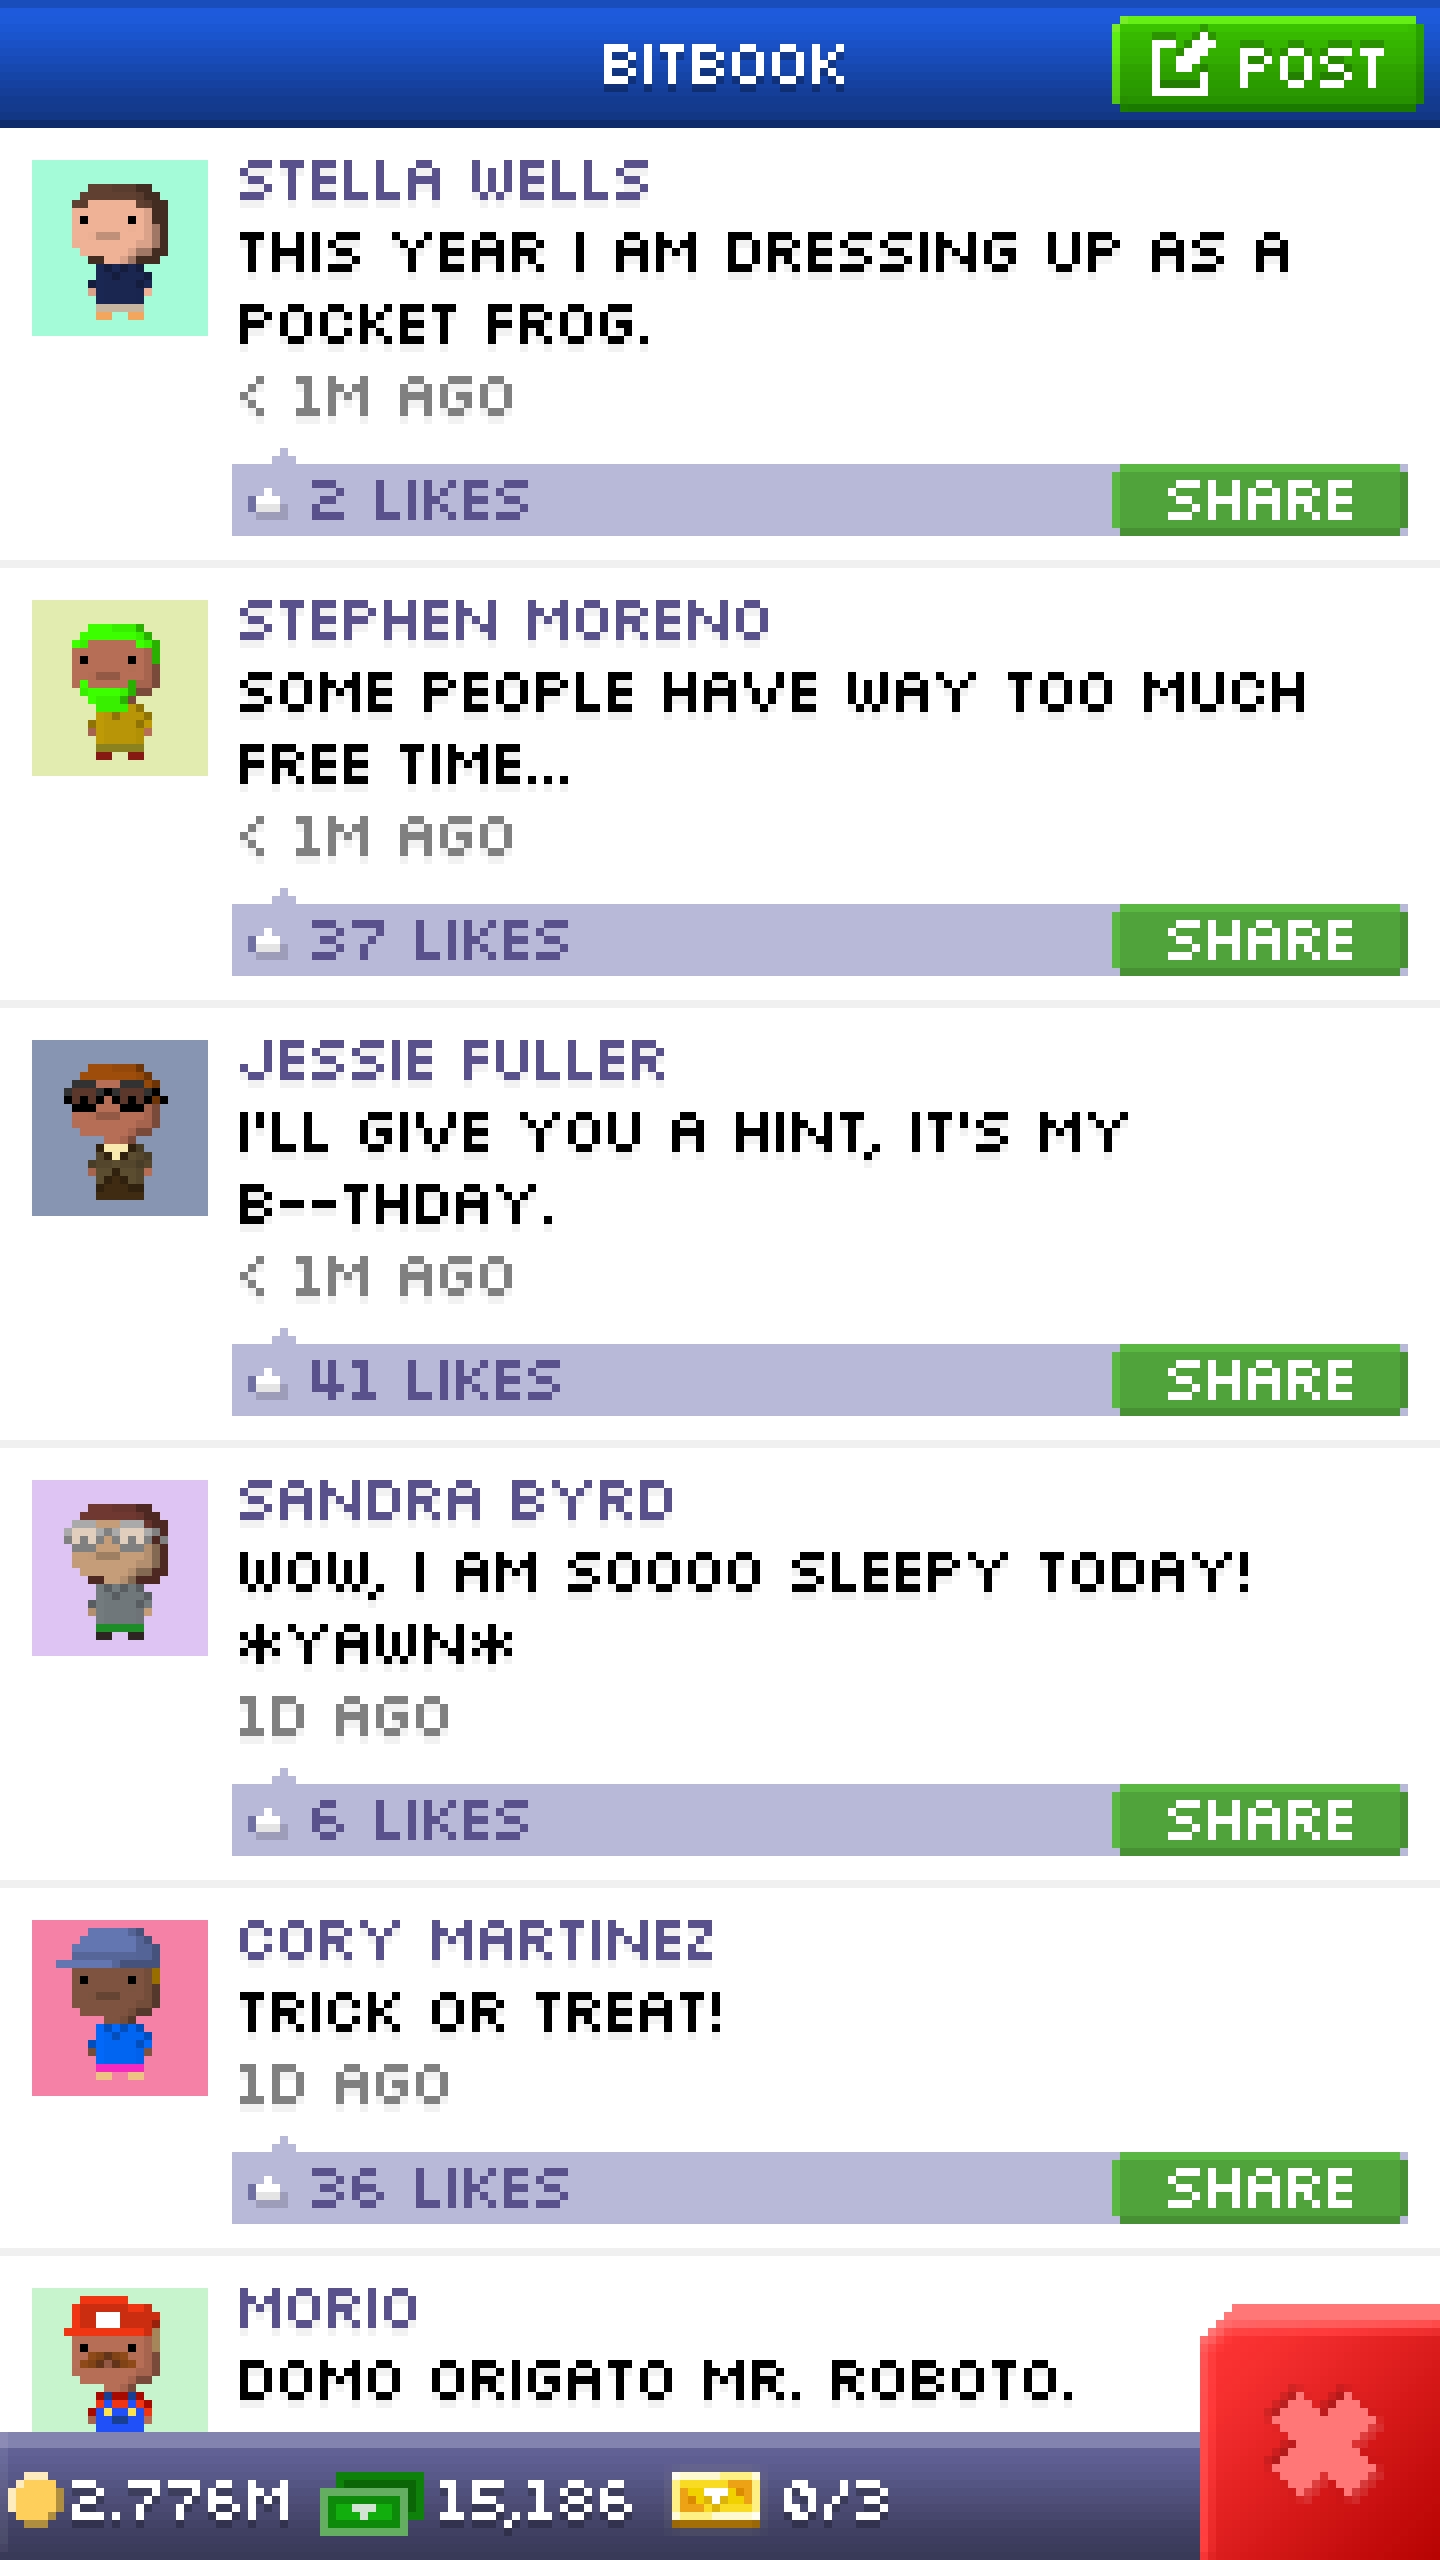 BITBOOK
POST
STELLA WELLS
THIS YEAR I AM DRESSING UP AS A
POCKET FROG.
< 1M AGO
2 LIKES
SHARE
STEPHEN MORENO
SOME PEOPLE HAVE WAY TOO MUCH
FREE TIME...
< 1M AGO
37 LIKES
SHARE
JESSIE FULLER
I'LL GIVE YOU A HINT, IT'S MY
B--THDAY.
< 1M AGO
41 LIKES
SHARE
SANDRA BYRD
WOW, I AM SOOOO SLEEPY TODAY!
*YAWN*
1D AGO
6 LIKES
SHARE
CORY MARTINEZ
TRICK OR TREAT!
1D AGO
36 LIKES
SHARE
MORIO
DOMO ORIGATO MR. ROBOTO.
2.776M
15,186
0/3